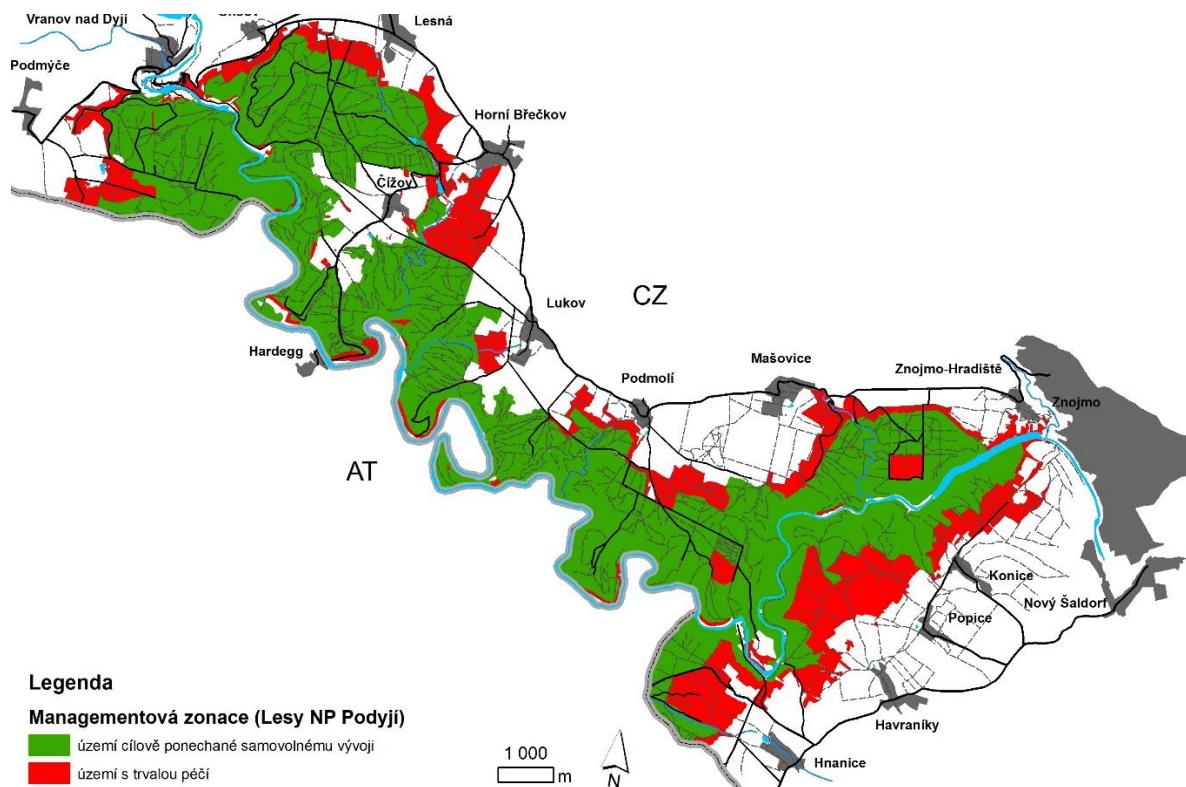 Vranov nad Dyjí
Lesná
Podmýče
Horní Břečkov
Čížov
CZ
Lukov
Hardegg
Mašovice
Znojmo-Hradiště
Podmolí
Znojmo
AT
Konice
Nový Šaldorf
Popice
Legenda
Managementová zonace (Lesy NP Podyjí)
území cílově ponechané samovolnému vývoji
území s trvalou péčí
1 000
m
N
Havraníky
Hnanice